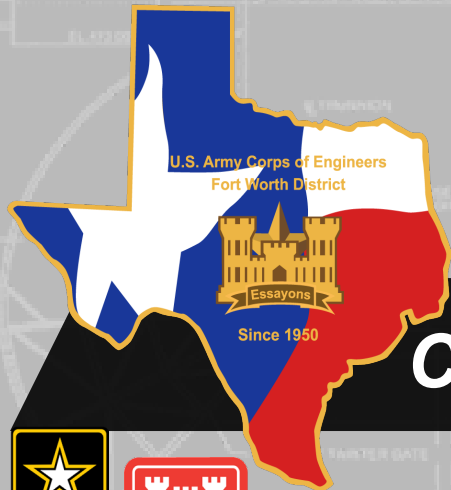 U.S. Army Corps of Engineers
Fort Worth District
Essayons
Since 1950
C